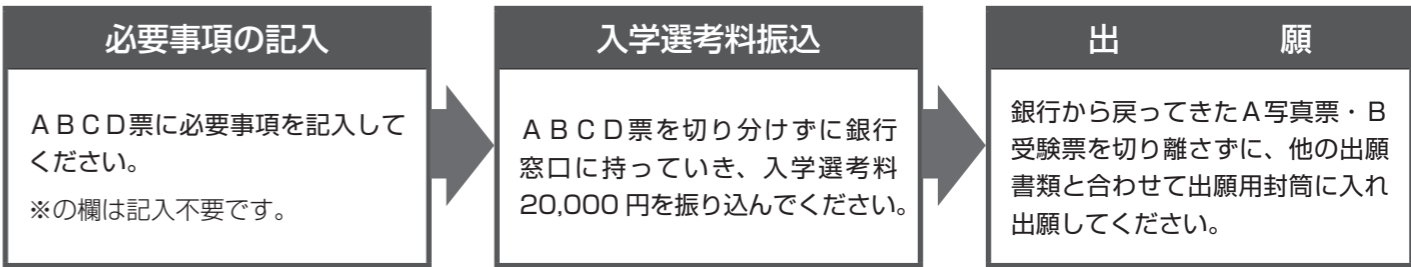 必要事項の記入
ＡＢＣＤ票に必要事項を記入して
ください。
※の欄は記入不要です。
入学選考料振込
ＡＢＣＤ票を切り分けずに銀行
窓口に持っていき、入学選考料
20,000 円を振り込んでください。
出　願
銀行から戻ってきたＡ写真票・Ｂ
受験票を切り離さずに、他の出願
書類と合わせて出願用封筒に入れ
出願してください。